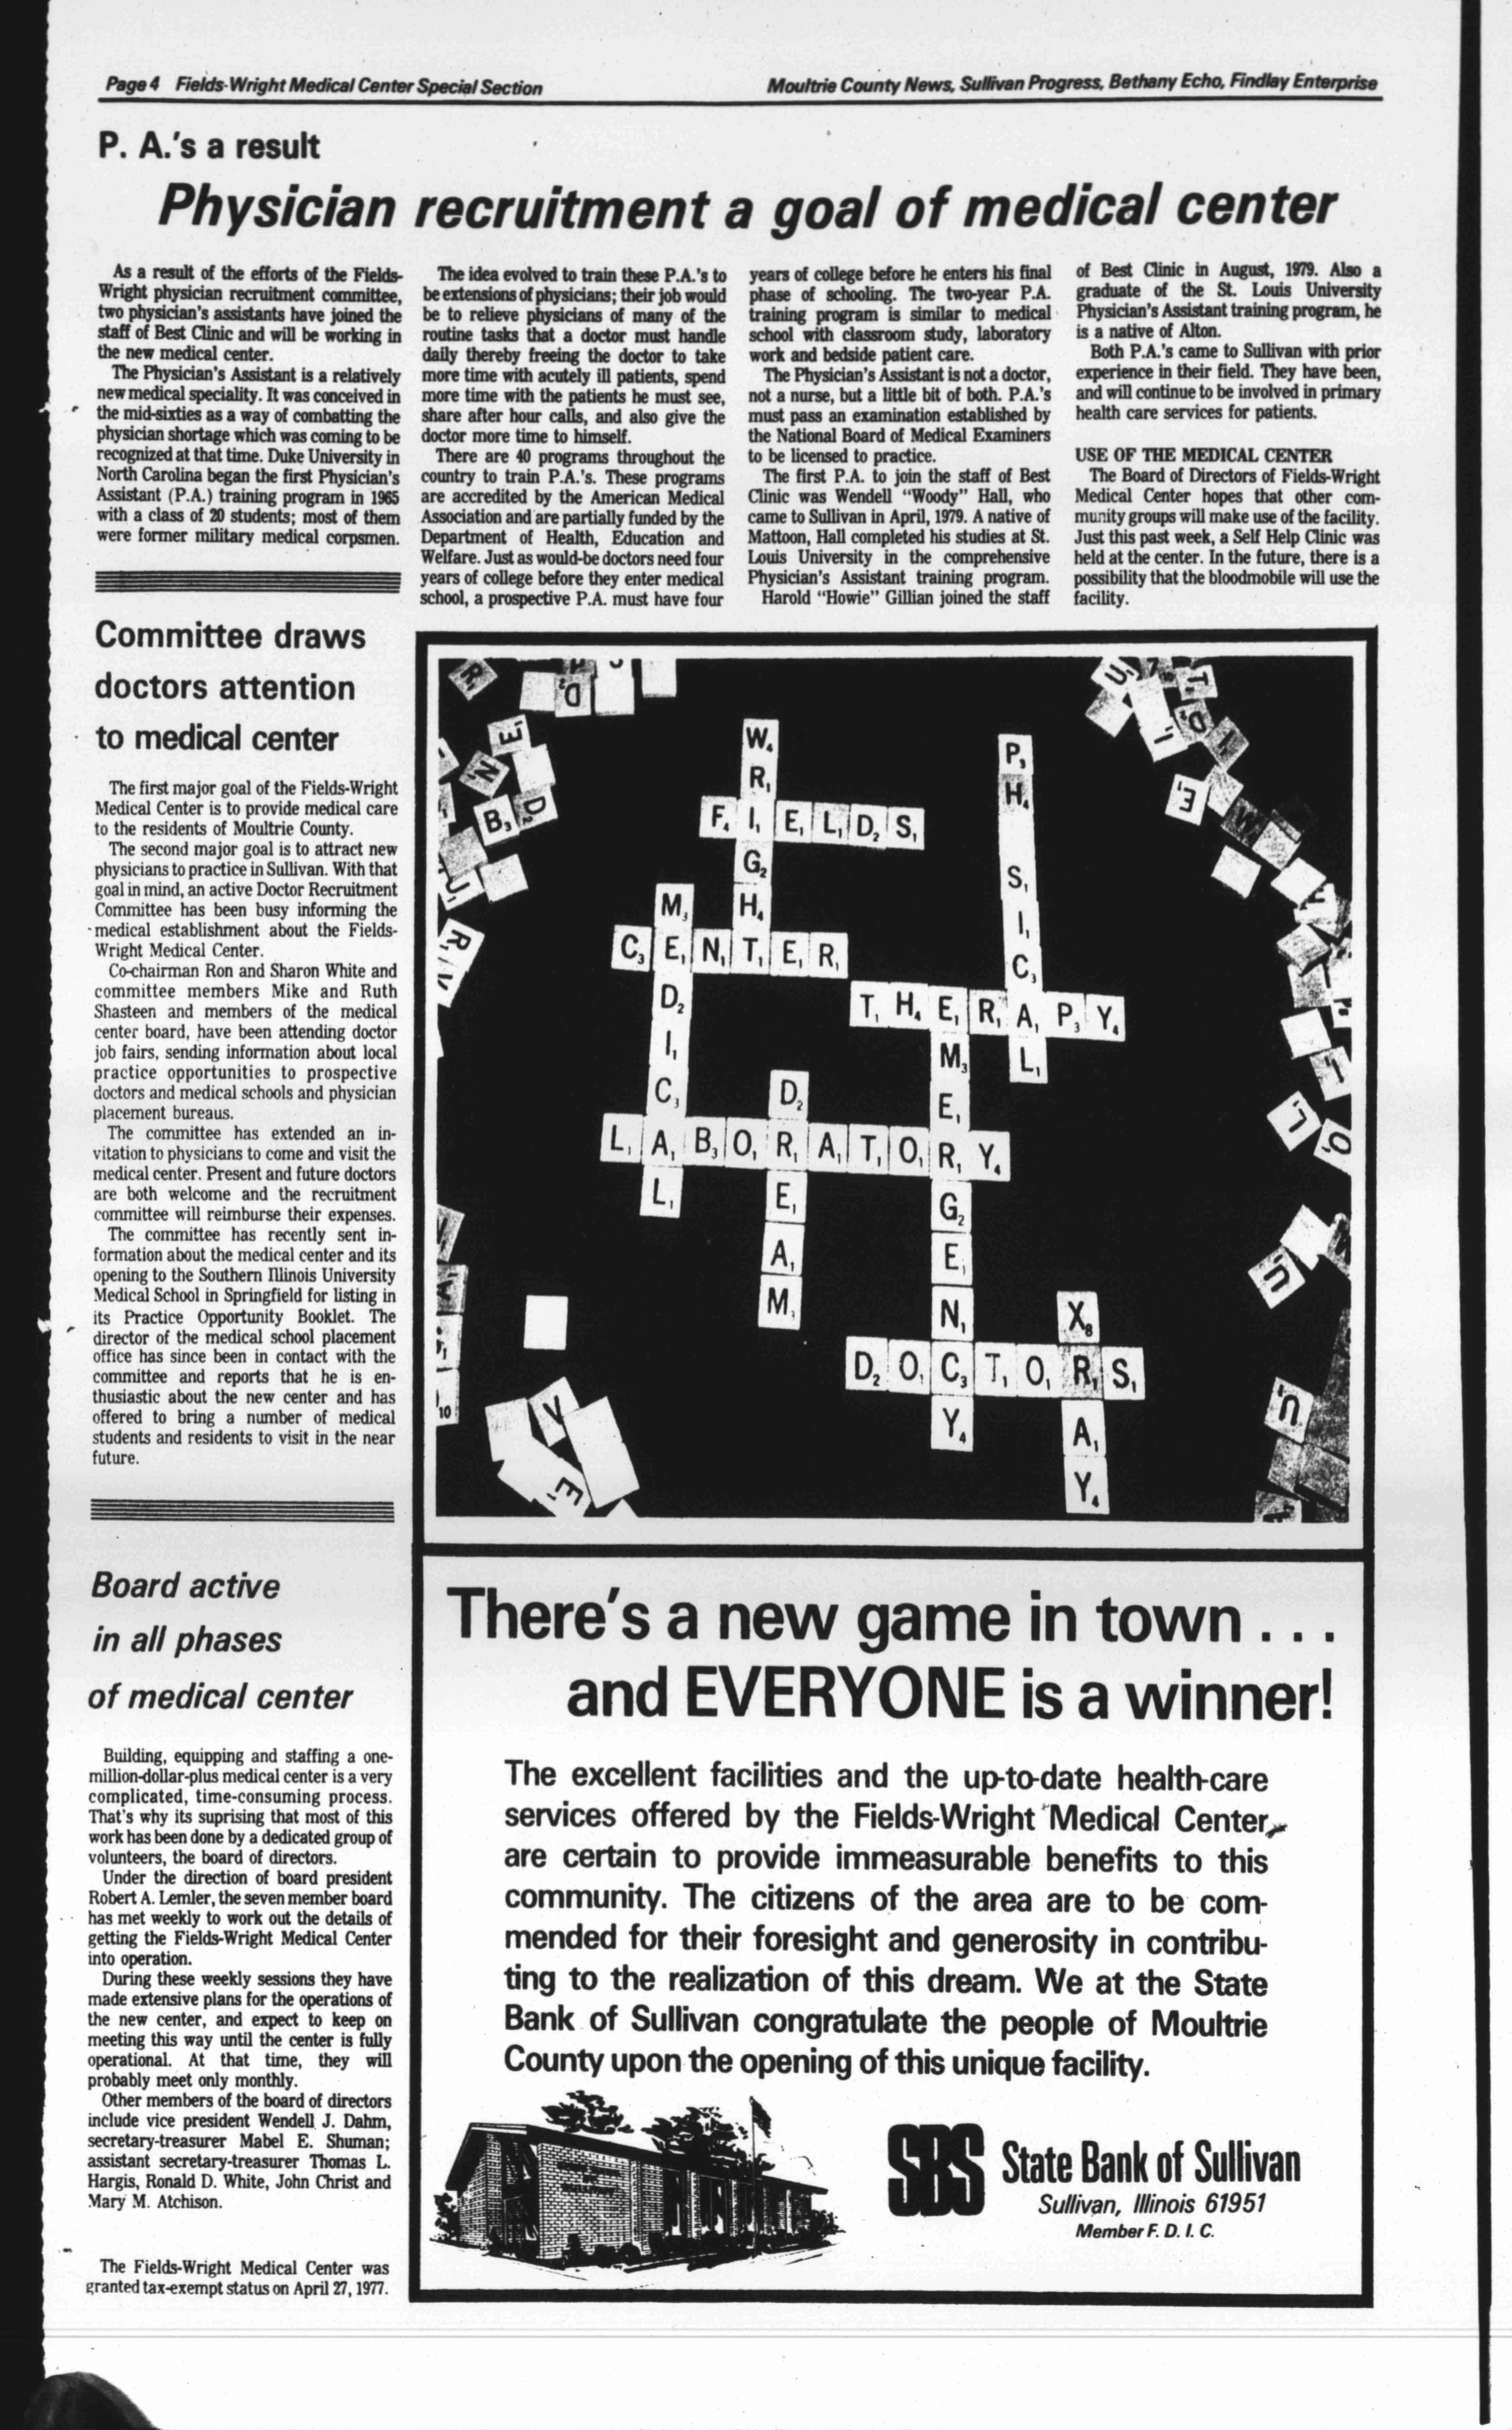 Page 4 Fields-Wright Medical Center Special Section
Moultrie County News, Sullivan Progress, Bethany Echo, Findlay Enterprise
P. A.'s a result
Physician recruitment a goal of medical center
As a result of the efforts of the Fields-
Wright physician recruitment committee,
two physician's assistants have joined the
staff of Best Clinic and will be working in
the new medical center.
The Physician's Assistant is a relatively
new medical speciality. It was conceived in
the mid-sixties as a way of combatting the
physician shortage which was coming to be
recognized at that time. Duke University in
North Carolina began the first Physician's
Assistant (P.A.) training program in 1965
with a class of 20 students; most of them
were former military medical corpsmen.
The idea evolved to train these P.A.'s to
be extensions of physicians; their job would
be to relieve physicians of many of the
routine tasks that a doctor must handle
daily thereby freeing the doctor to take
more time with acutely ill patients, spend
more time with the patients he must see,
share after hour calls, and also give the
doctor more time to himself.
There are 40 programs throughout the
country to train P.A.'s. These programs
are accredited by the American Medical
Association and are partially funded by the
Department of Health, Education and
Welfare. Just as would-be doctors need four
years of college before they enter medical
school, a prospective P.A. must have four
years of college before he enters his final
phase of schooling. The two-year P.A.
training program is similar to medical
school with classroom study, laboratory
work and bedside patient care.
The Physician's Assistant is not a doctor,
not a nurse, but a little bit of both. P.A.'s
must pass an examination established by
the National Board of Medical Examiners
to be licensed to practice.
The first P.A. to join the staff of Best
Clinic was Wendell "Woody" Hall, who
came to Sullivan in April, 1979. A native of
Mattoon, Hall completed his studies at St.
Louis University in the comprehensive
Physician's Assistant training program.
Harold "Howie" Gillian joined the staff
of Best Clinic in August, 1979. Also a
graduate of the St. Louis University
Physician's Assistant training program, he
is a native of Alton.
Both P.A.'s came to Sullivan with prior
experience in their field. They have been,
and will continue to be involved in primary
health care services for patients.
USE OF THE MEDICAL CENTER
The Board of Directors of Fields-Wright
Medical Center hopes that other com-
munity groups will make use of the facility.
Just this past week, a Self Help Clinic was
held at the center. In the future, there is a
possibility that the bloodmobile will use the
facility.
Committee draws
doctors attention
to medical center
The first major goal of the Fields-Wright
Medical Center is to provide medical care
to the residents of Moultrie County.
The second major goal is to attract new
physicians to practice in Sullivan. With that
goal in mind, an active Doctor Recruitment
Committee has been busy informing the
medical establishment about the Fields-
Wright Medical Center.
Co-chairman Ron and Sharon White and
committee members Mike and Ruth
Shasteen and members of the medical
center board, have been attending doctor
job fairs, sending information about local
practice opportunities to prospective
doctors and medical schools and physician
placement bureaus.
The committee has extended an in-
vitation to physicians to come and visit the
medical center. Present and future doctors
are both welcome and the recruitment
committee will reimburse their expenses.
The committee has recently sent in-
formation about the medical center and its
opening to the Southern Illinois University
Medical School in Springfield for listing in
its Practice Opportunity Booklet. The
director of the medical school placement
office has since been in contact with the
committee and reports that he is en-
thusiastic about the new center and has
offered to bring a number of medical
students and residents to visit in the near
future.
Board active
in all phases
of medical center
Building, equipping and staffing a one-
million-dollar-plus medical center is a very
complicated, time-consuming process.
That's why its suprising that most of this
work has been done by a dedicated group of
volunteers, the board of directors.
Under the direction of board president
Robert A. Lemler, the seven member board
has met weekly to work out the details of
getting the Fields-Wright Medical Center
into operation.
During these weekly sessions they have
made extensive plans for the operations of
the new center, and expect to keep on
meeting this way until the center is fully
operational. At that time, they will
probably meet only monthly.
Other members of the board of directors
include vice president Wendell J. Dahm,
secretary-treasurer Mabel E. Shuman;
assistant secretary-treasurer Thomas L.
Hargis, Ronald D. White, John Christ and
Mary M. Atchison.
The Fields-Wright Medical Center was
granted tax-exempt status on April 27, 1977.
WRIGHT
FIELDS
PH SICAL
MEDICAL
CENTER
THERAPY
EMERGENCY
DREAM
LABORATORY
X RAY
DOCTORS
There's a new game in town . . .
and EVERYONE is a winner!
The excellent facilities and the up-to-date health-care
services offered by the Fields-Wright Medical Center,
are certain to provide immeasurable benefits to this
community. The citizens of the area are to be com-
mended for their foresight and generosity in contribu-
ting to the realization of this dream. We at the State
Bank of Sullivan congratulate the people of Moultrie
County upon the opening of this unique facility.
SBS State Bank of Sullivan
Sullivan, Illinois 61951
Member F. D. I. C.